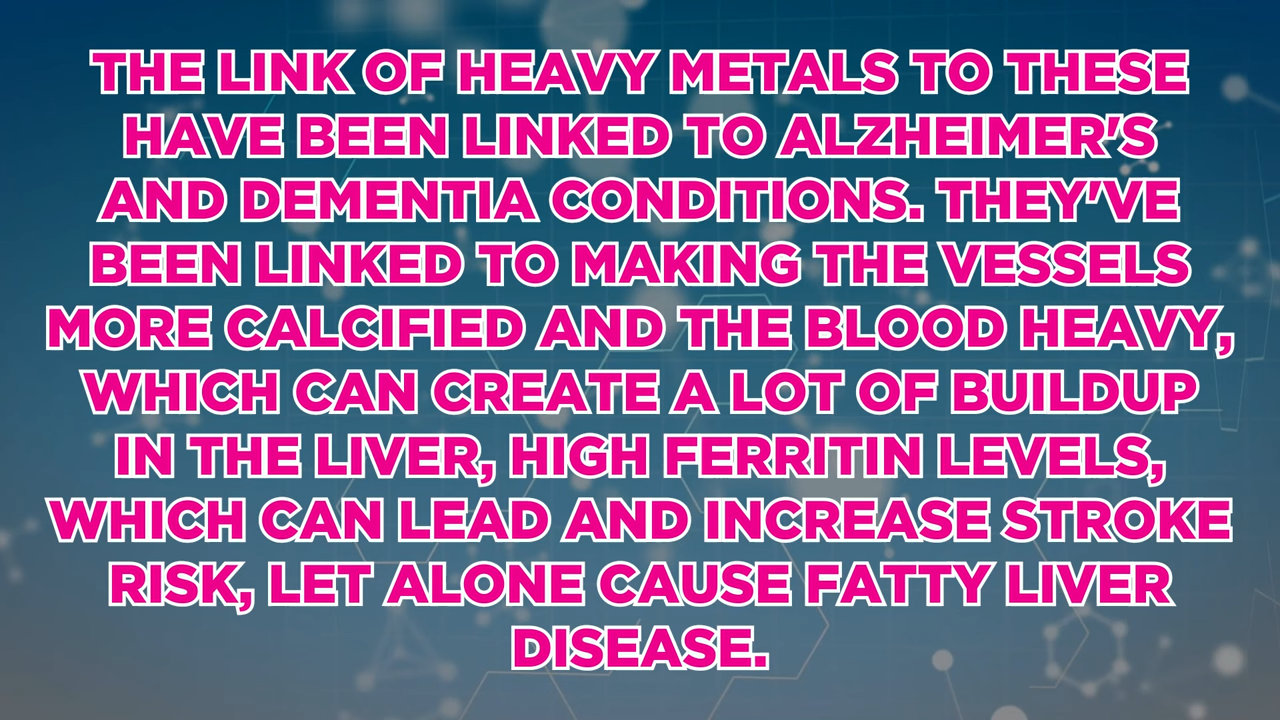 THE LINK OF HEAVY METALS TO THESE
HAVE BEEN LINKED TO ALZHEIMER'S
AND DEMENTIA CONDITIONS. THEY'VE
BEEN LINKED TO MAKING THE VESSELS
MORE CALCIFIED AND THE BLOOD HEAVY,
WHICH CAN CREATE A LOT OF BUILDUP
IN THE LIVER, HIGH FERRITIN LEVELS,
WHICH CAN LEAD AND INCREASE STROKE
RISK, LET ALONE CAUSE FATTY LIVER
DISEASE.